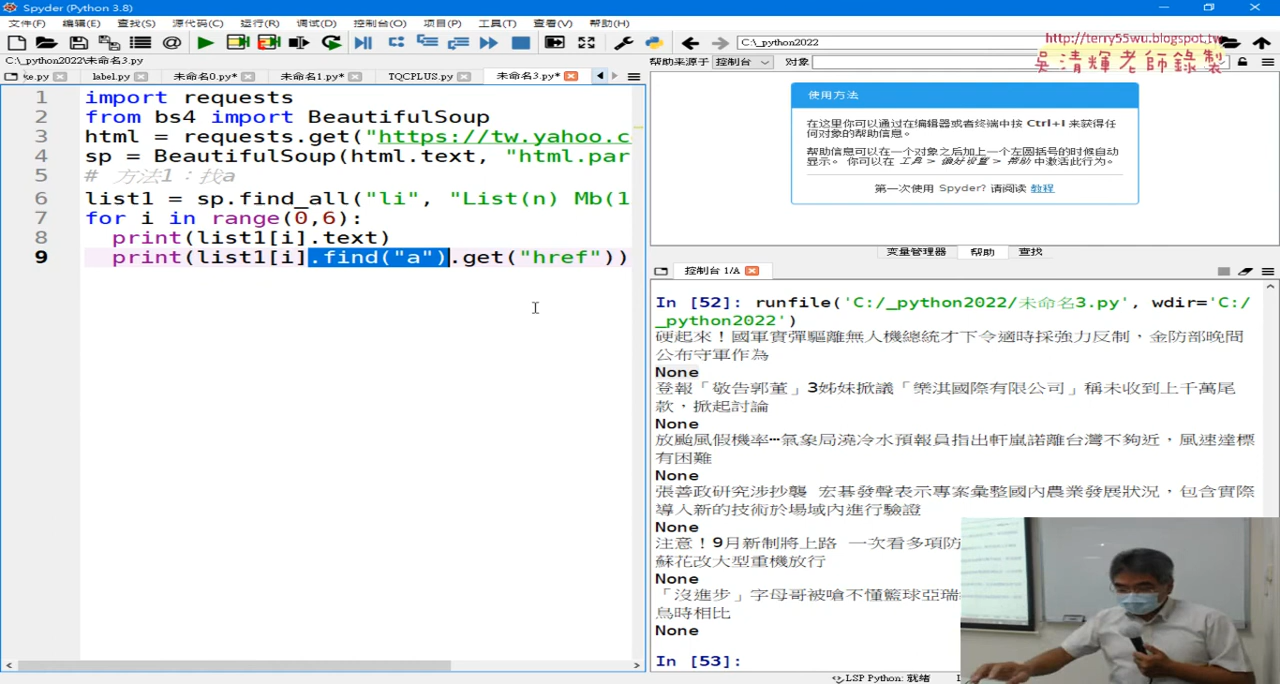 Spyder (Python 3.8)
文件(F) 编辑(E) 查找(S) 源代码(C) 运行(R) 调试(D) 控制台(O) 项目(P) 工具(T) 查看(V) 帮助(H)
C:\_python2022
http://terry55wu.blogspot.tw
吳清輝老師錄製
C:\_python2022\未命名3.py
label.py 未命名0.py* 未命名1.py* TQCPLUS.py 未命名3.py*
1 import requests
2 from bs4 import BeautifulSoup
3 html = requests.get("https://tw.yahoo.c
4 sp = BeautifulSoup(html.text, "html.par
5 # 方法1：找a
6 list1 = sp.find_all("li", "List(n) Mb(1
7 for i in range(0,6):
8 print(list1[i].text)
9 print(list1[i].find("a").get("href"))
帮助来源于 控制台 对象
使用方法
在这里你可以通过在编辑器或者终端中按 Ctrl+I 来获得任
何对象的帮助信息。
帮助信息可以在一个对象之后加上一个左圆括号的时候自动
显示。 你可以在 工具 > 偏好设置 > 帮助 中激活此行为。
第一次使用 Spyder? 请阅读 教程
变量管理器 帮助 查找
控制台 1/A
In [52]: runfile('C:/_python2022/未命名3.py', wdir='C:/
_python2022')
硬起來！國軍實彈驅離無人機總統才下令適時採強力反制，金防部晚間
公布守軍作為
None
登報「敬告郭董」3姊妹掀議「樂淇國際有限公司」稱未收到上千萬尾
款，掀起討論
None
放颱風假機率…氣象局澆冷水預報員指出軒嵐諾離台灣不夠近，風速達標
有困難
None
張善政研究涉抄襲 宏碁發聲表示專案彙整國內農業發展狀況，包含實際
導入新的技術於場域內進行驗證
None
注意！9月新制將上路 一次看多項防
蘇花改大型重機放行
None
「沒進步」字母哥被嗆不懂籃球亞瑞
烏時相比
None
In [53]:
LSP Python: 就绪